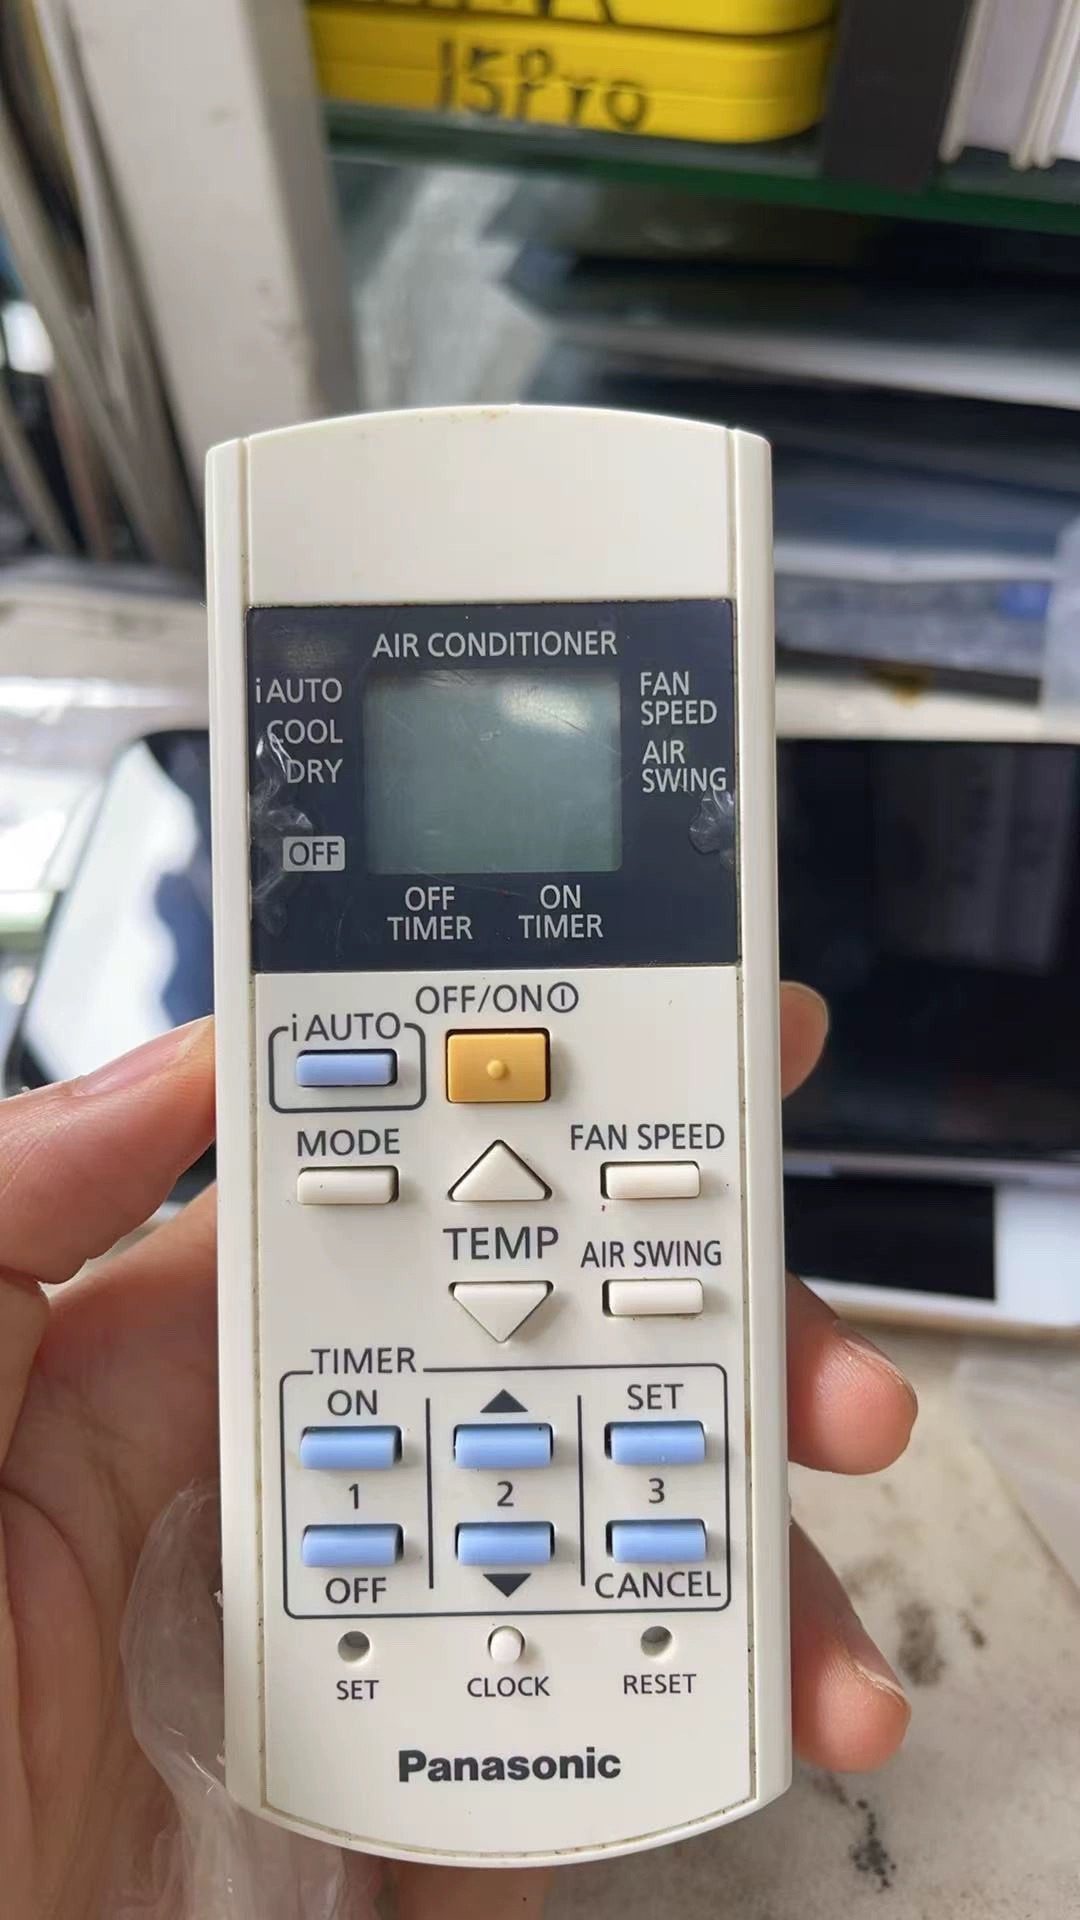 15Pro
AIR CONDITIONER
iAUTO
COOL
DRY
OFF
FAN
SPEED
AIR
SWING
OFF
TIMER
ON
TIMER
OFF/ON
iAUTO
MODE
FAN SPEED
TEMP
AIR SWING
TIMER
ON
▲
SET
1
2
3
OFF
▼
CANCEL
SET
CLOCK
RESET
Panasonic